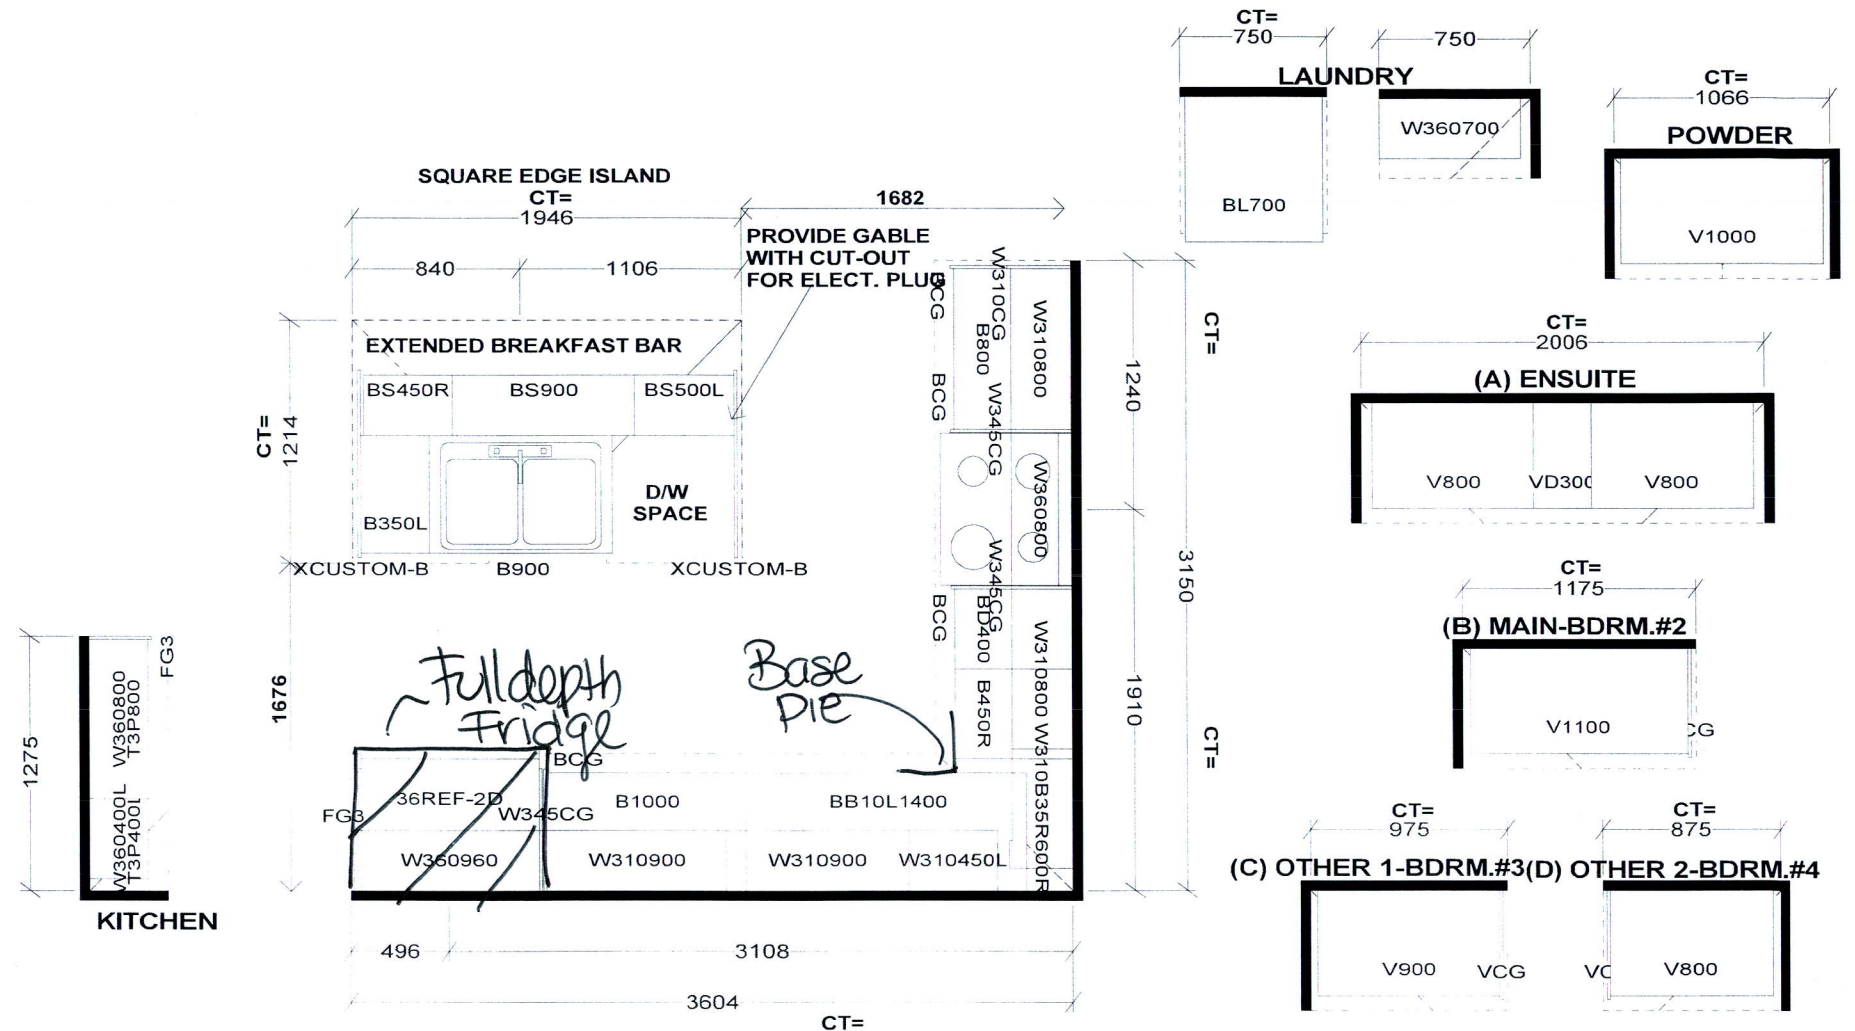 CT=
750
750
LAUNDRY
BL700
W360700
CT=
1066
POWDER
V1000
SQUARE EDGE ISLAND
CT=
1946
1682
840
1106
PROVIDE GABLE
WITH CUT-OUT
FOR ELECT. PLUG
EXTENDED BREAKFAST BAR
BS450R
BS900
BS500L
CT=
1214
D/W
SPACE
B350L
XCUSTOM-B
B900
XCUSTOM-B
BCG
W310CG
B800
W310800
BCG
W345CG
W360800
W345CG
BCG
BD400
B450R
W310800
W310B35R600R
1240
1910
3150
CT=
CT=
CT=
2006
(A) ENSUITE
V800
VD300
V800
CT=
1175
(B) MAIN-BDRM.#2
V1100
CG
1275
W360800
T3P800
W360400L
T3P400L
FG3
KITCHEN
1676
Full depth
Fridge
Base
PIE
BCG
36REF-2D
FG3
W345CG
B1000
BB10L1400
W360960
W310900
W310900
W310450L
496
3108
3604
CT=
CT=
975
(C) OTHER 1-BDRM.#3
V900
VCG
CT=
875
(D) OTHER 2-BDRM.#4
VC
V800